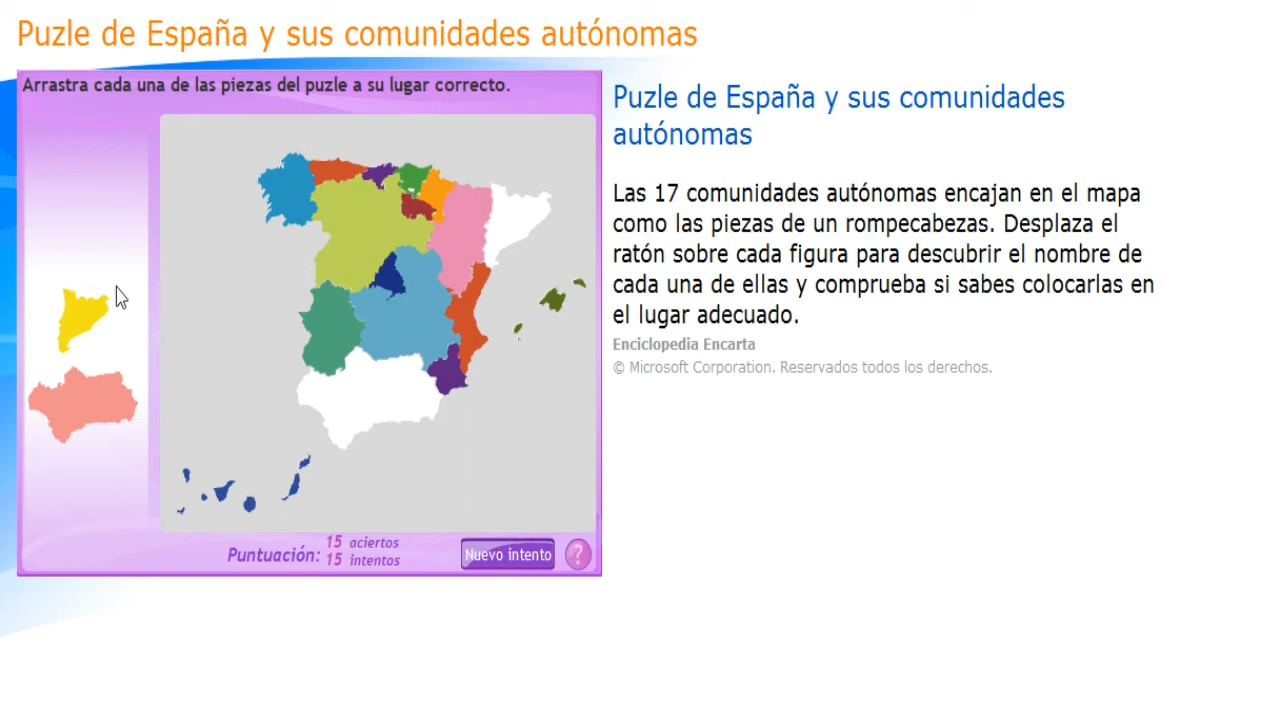 Puzle de España y sus comunidades autónomas
Arrastra cada una de las piezas del puzle a su lugar correcto.
Puntuación:
15 aciertos
15 intentos
Nuevo intento
?
Puzle de España y sus comunidades
autónomas
Las 17 comunidades autónomas encajan en el mapa
como las piezas de un rompecabezas. Desplaza el
ratón sobre cada figura para descubrir el nombre de
cada una de ellas y comprueba si sabes colocarlas en
el lugar adecuado.
Enciclopedia Encarta
© Microsoft Corporation. Reservados todos los derechos.